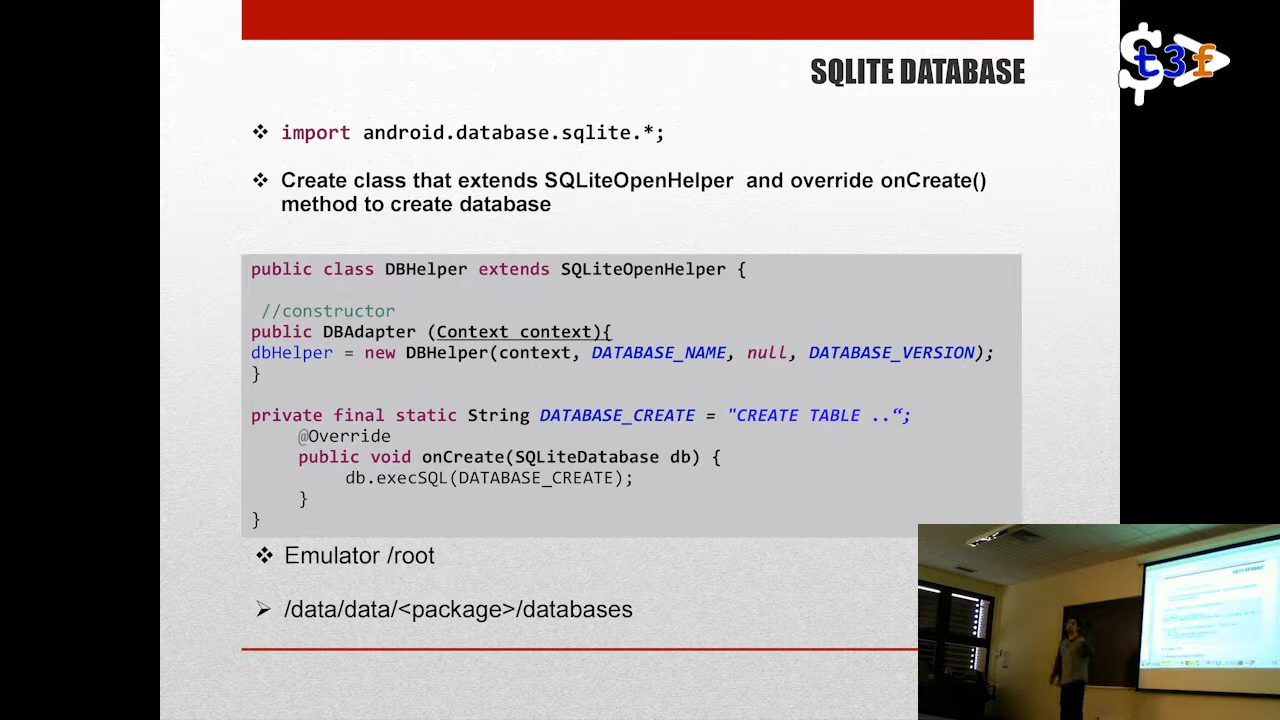 SQLITE DATABASE
$t3f
❖ import android.database.sqlite.*;
❖ Create class that extends SQLiteOpenHelper and override onCreate()
method to create database
public class DBHelper extends SQLiteOpenHelper {
//constructor
public DBAdapter (Context context){
dbHelper = new DBHelper(context, DATABASE_NAME, null, DATABASE_VERSION);
}
private final static String DATABASE_CREATE = "CREATE TABLE ..“;
@Override
public void onCreate(SQLiteDatabase db) {
db.execSQL(DATABASE_CREATE);
}
}
❖ Emulator /root
➢ /data/data/<package>/databases